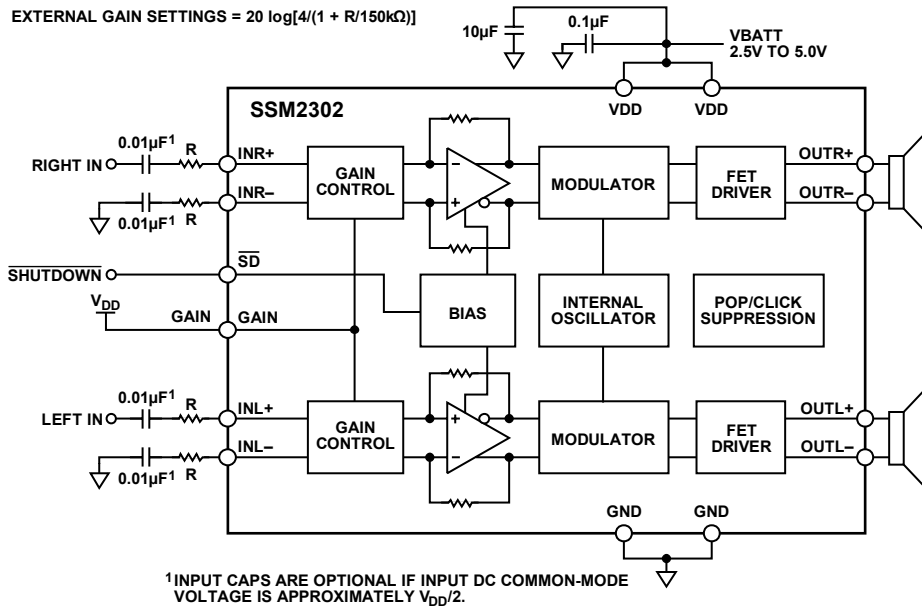 EXTERNAL GAIN SETTINGS = 20 log[4/(1 + R/150kΩ)]
10µF
0.1µF
VBATT
2.5V TO 5.0V
SSM2302
VDD
VDD
0.01µF¹
R
RIGHT IN
INR+
INR–
0.01µF¹
R
GAIN
CONTROL
–
+
MODULATOR
FET
DRIVER
OUTR+
OUTR–
SHUTDOWN
SD
VDD
GAIN
GAIN
BIAS
INTERNAL
OSCILLATOR
POP/CLICK
SUPPRESSION
0.01µF¹
R
LEFT IN
INL+
INL–
0.01µF¹
R
GAIN
CONTROL
+
–
MODULATOR
FET
DRIVER
OUTL+
OUTL–
GND
GND
¹INPUT CAPS ARE OPTIONAL IF INPUT DC COMMON-MODE
VOLTAGE IS APPROXIMATELY VDD/2.